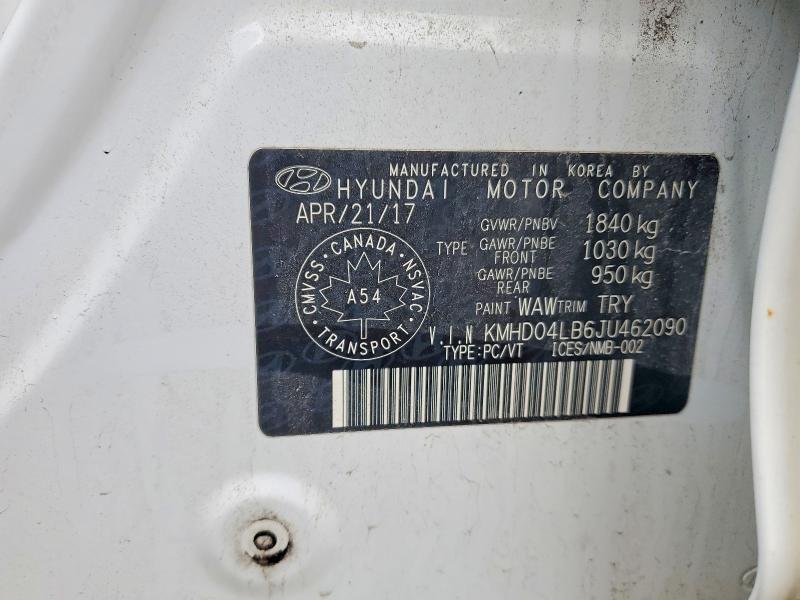 MANUFACTURED IN KOREA BY
HYUNDAI MOTOR COMPANY
APR/21/17
GVWR/PNBV 1840 kg
TYPE GAWR/PNBE FRONT 1030 kg
GAWR/PNBE REAR 950 kg
CANADA
CMVSS NSVAC
A54
TRANSPORT
PAINT WAW TRIM TRY
V.I.N KMHD04LB6JU462090
TYPE:PC/VT ICES/NMB-002